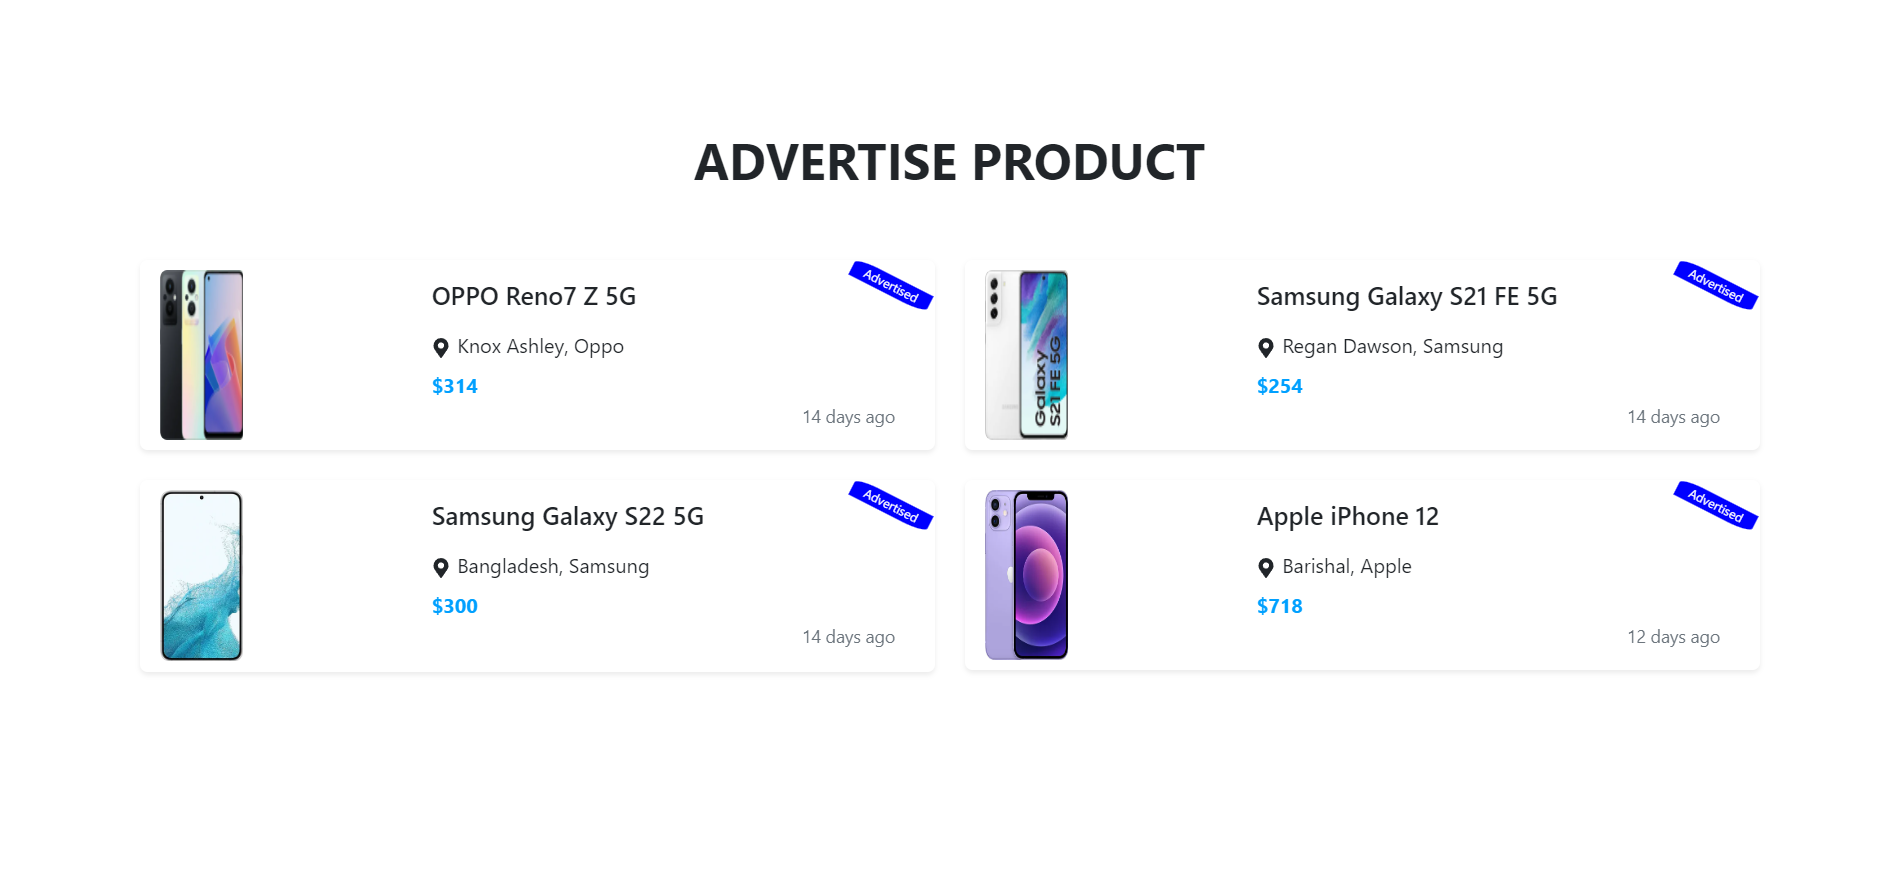 ADVERTISE PRODUCT
Advertised
OPPO Reno7 Z 5G
Knox Ashley, Oppo
$314
14 days ago
Galaxy
S21 FE 5G
Advertised
Samsung Galaxy S21 FE 5G
Regan Dawson, Samsung
$254
14 days ago
Advertised
Samsung Galaxy S22 5G
Bangladesh, Samsung
$300
14 days ago
Advertised
Apple iPhone 12
Barishal, Apple
$718
12 days ago